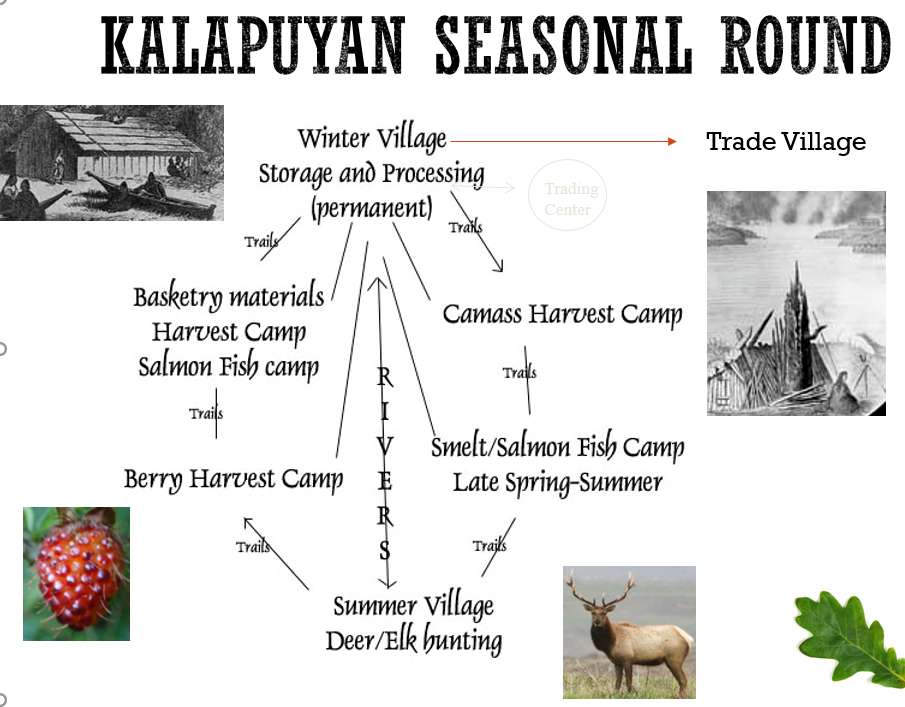 KALAPUYAN SEASONAL ROUND
Winter Village
Trade Village
Storage and Processing
(permanent)
Trading
Center
Trails
Trails
Basketry materials
Harvest Camp
Salmon Fish camp
Camass Harvest Camp
Trails
Trails
RIVERS
Berry Harvest Camp
Smelt/Salmon Fish Camp
Late Spring-Summer
Trails
Trails
Summer Village
Deer/Elk hunting